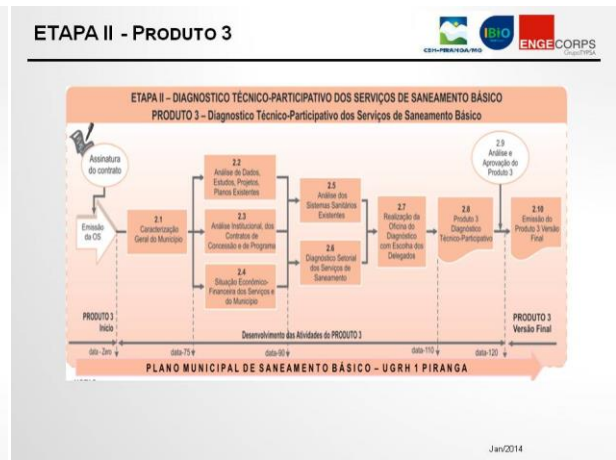 ETAPA II - PRODUTO 3
CBH-PIRANGA/MG
IBIO
ENGECORPS
GrupoTYPSA
ETAPA II – DIAGNOSTICO TÉCNICO-PARTICIPATIVO DOS SERVIÇOS DE SANEAMENTO BÁSICO
PRODUTO 3 – Diagnostico Técnico-Participativo dos Serviços de Saneamento Básico
Assinatura
do contrato
Emissão
da OS
2.1
Caracterização
Geral do Município
2.2
Análise de Dados,
Estudos, Projetos,
Planos Existentes
2.3
Análise Institucional, dos
Contratos de
Concessão e de Programa
2.4
Situação Econômico-
Financeira dos Serviços e
do Município
2.5
Análise dos
Sistemas Sanitários
Existentes
2.6
Diagnóstico Setorial
dos Serviços de
Saneamento
2.7
Realização da
Oficina do
Diagnóstico
com Escolha dos
Delegados
2.8
Produto 3
Diagnóstico
Técnico-Participativo
2.9
Análise e
Aprovação do
Produto 3
2.10
Emissão do
Produto 3 Versão
Final
PRODUTO 3
Início
Desenvolvimento das Atividades do PRODUTO 3
PRODUTO 3
Versão Final
data - Zero
data-75
data-90
data-110
data-120
PLANO MUNICIPAL DE SANEAMENTO BÁSICO – UGRH 1 PIRANGA
Jan/2014